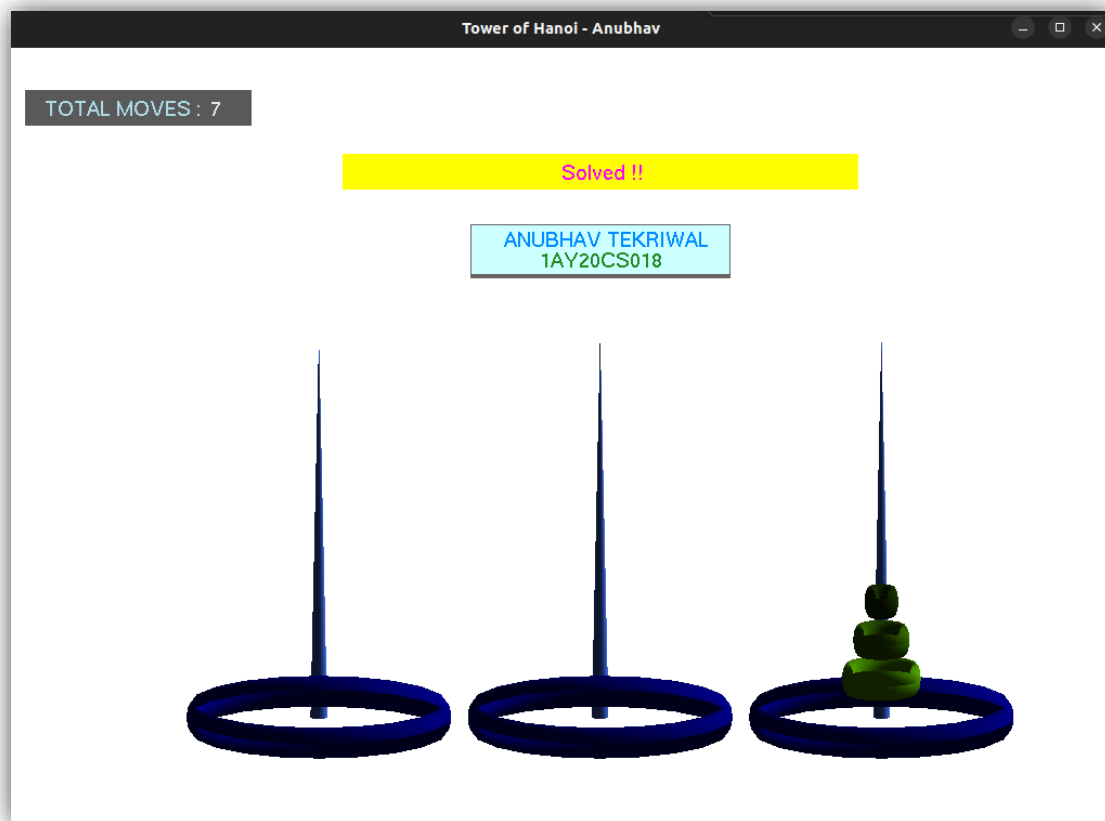 Tower of Hanoi - Anubhav
TOTAL MOVES : 7
Solved !!
ANUBHAV TEKRIWAL
1AY20CS018